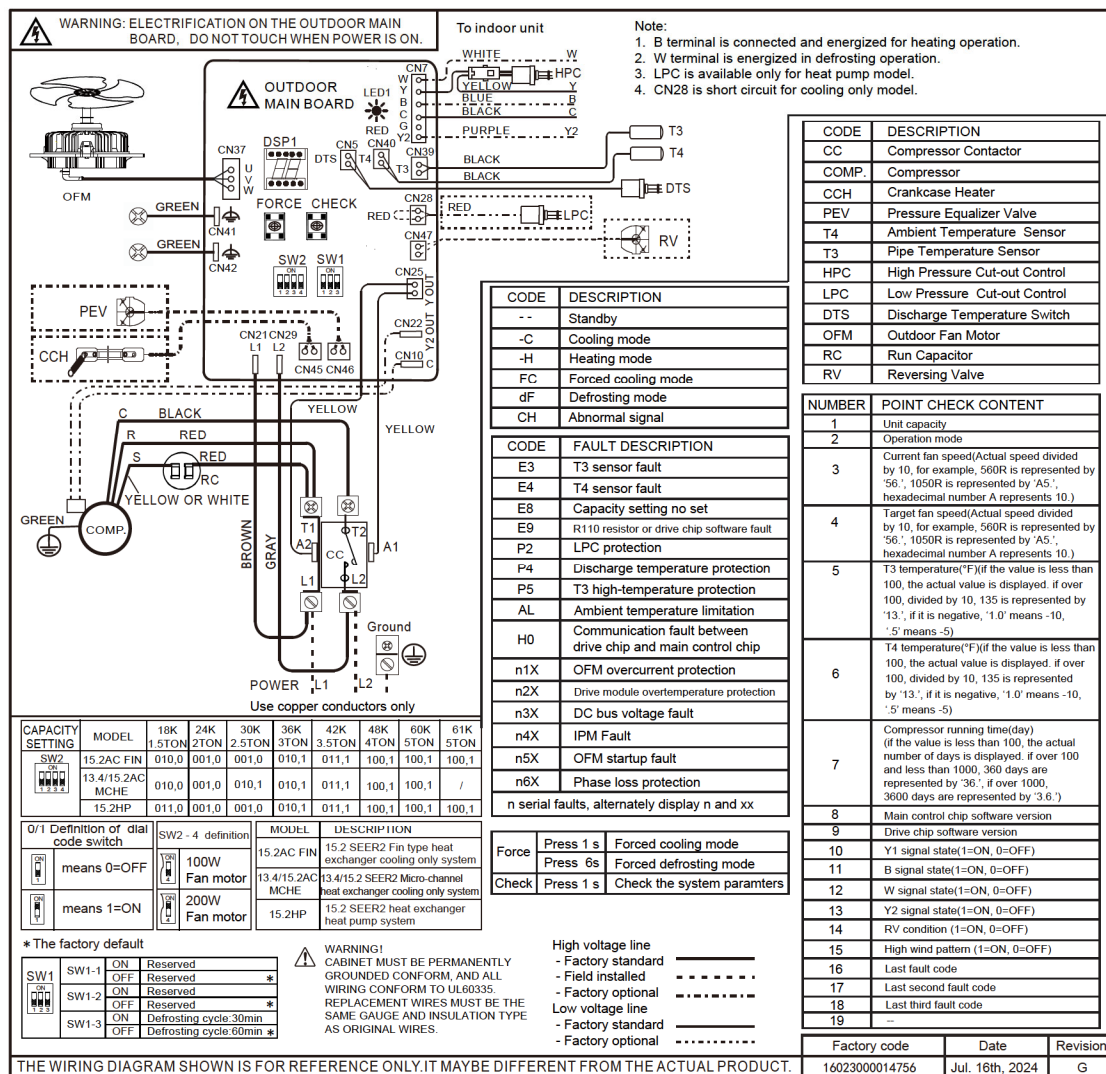 WARNING: ELECTRIFICATION ON THE OUTDOOR MAIN
BOARD, DO NOT TOUCH WHEN POWER IS ON.
To indoor unit
Note:
1. B terminal is connected and energized for heating operation.
2. W terminal is energized in defrosting operation.
3. LPC is available only for heat pump model.
4. CN28 is short circuit for cooling only model.
OUTDOOR
MAIN BOARD
LED1
RED
CN7
W
Y
B
C
G
Y2
WHITE
W
HPC
YELLOW
Y
BLUE
B
BLACK
C
PURPLE
Y2
OFM
CN37
U
V
W
DSP1
CN5
DTS
CN40
T4
CN39
T3
BLACK
BLACK
T3
T4
DTS
GREEN
CN41
GREEN
CN42
FORCE CHECK
CN28
RED
RED
LPC
CN47
RV
SW2 SW1
ON
1 2 3 4
ON
1 2 3
CN25
Y OUT
PEV
CCH
CN22
Y2 OUT
CN21 CN29
L1 L2
CN45 CN46
CN10
C
YELLOW
YELLOW
C BLACK
R RED
S RED
RC
YELLOW OR WHITE
GREEN
COMP.
BROWN
GRAY
T1
T2
A2
CC
A1
L1
L2
Ground
POWER L1 L2
Use copper conductors only
CODE DESCRIPTION
-- Standby
-C Cooling mode
-H Heating mode
FC Forced cooling mode
dF Defrosting mode
CH Abnormal signal
CODE FAULT DESCRIPTION
E3 T3 sensor fault
E4 T4 sensor fault
E8 Capacity setting no set
E9 R110 resistor or drive chip software fault
P2 LPC protection
P4 Discharge temperature protection
P5 T3 high-temperature protection
AL Ambient temperature limitation
H0 Communication fault between
drive chip and main control chip
n1X OFM overcurrent protection
n2X Drive module overtemperature protection
n3X DC bus voltage fault
n4X IPM Fault
n5X OFM startup fault
n6X Phase loss protection
n serial faults, alternately display n and xx
Force Press 1 s Forced cooling mode
Press 6s Forced defrosting mode
Check Press 1 s Check the system paramters
CODE DESCRIPTION
CC Compressor Contactor
COMP. Compressor
CCH Crankcase Heater
PEV Pressure Equalizer Valve
T4 Ambient Temperature Sensor
T3 Pipe Temperature Sensor
HPC High Pressure Cut-out Control
LPC Low Pressure Cut-out Control
DTS Discharge Temperature Switch
OFM Outdoor Fan Motor
RC Run Capacitor
RV Reversing Valve
NUMBER POINT CHECK CONTENT
1 Unit capacity
2 Operation mode
3 Current fan speed(Actual speed divided
by 10, for example, 560R is represented by
'56.', 1050R is represented by 'A5.',
hexadecimal number A represents 10.)
4 Target fan speed(Actual speed divided
by 10, for example, 560R is represented by
'56.', 1050R is represented by 'A5.',
hexadecimal number A represents 10.)
5 T3 temperature(°F)(if the value is less than
100, the actual value is displayed. if over
100, divided by 10, 135 is represented by
'13.', if it is negative, '1.0' means -10,
'.5' means -5)
6 T4 temperature(°F)(if the value is less than
100, the actual value is displayed. if over
100, divided by 10, 135 is represented
by '13.', if it is negative, '1.0' means -10,
'.5' means -5)
7 Compressor running time(day)
(if the value is less than 100, the actual
number of days is displayed. if over 100
and less than 1000, 360 days are
represented by '36.', if over 1000,
3600 days are represented by '3.6.')
8 Main control chip software version
9 Drive chip software version
10 Y1 signal state(1=ON, 0=OFF)
11 B signal state(1=ON, 0=OFF)
12 W signal state(1=ON, 0=OFF)
13 Y2 signal state(1=ON, 0=OFF)
14 RV condition (1=ON, 0=OFF)
15 High wind pattern (1=ON, 0=OFF)
16 Last fault code
17 Last second fault code
18 Last third fault code
19 --
CAPACITY SETTING MODEL 18K 1.5TON 24K 2TON 30K 2.5TON 36K 3TON 42K 3.5TON 48K 4TON 60K 5TON 61K 5TON
SW2
ON
1 2 3 4
15.2AC FIN 010,0 001,0 001,0 010,1 011,1 100,1 100,1 100,1
13.4/15.2AC MCHE 010,0 001,0 010,1 010,1 011,1 100,1 100,1 /
15.2HP 011,0 001,0 001,0 010,1 011,1 100,1 100,1 100,1
0/1 Definition of dial
code switch
ON
1
means 0=OFF
ON
1
means 1=ON
SW2 - 4 definition
ON
4
100W
Fan motor
ON
4
200W
Fan motor
MODEL DESCRIPTION
15.2AC FIN 15.2 SEER2 Fin type heat
exchanger cooling only system
13.4/15.2AC MCHE 13.4/15.2 SEER2 Micro-channel
heat exchanger cooling only system
15.2HP 15.2 SEER2 heat exchanger
heat pump system
* The factory default
SW1
ON
1 2 3
SW1-1 ON Reserved
OFF Reserved *
SW1-2 ON Reserved
OFF Reserved *
SW1-3 ON Defrosting cycle:30min
OFF Defrosting cycle:60min *
WARNING!
CABINET MUST BE PERMANENTLY
GROUNDED CONFORM, AND ALL
WIRING CONFORM TO UL60335.
REPLACEMENT WIRES MUST BE THE
SAME GAUGE AND INSULATION TYPE
AS ORIGINAL WIRES.
High voltage line
- Factory standard
- Field installed
- Factory optional
Low voltage line
- Factory standard
- Factory optional
THE WIRING DIAGRAM SHOWN IS FOR REFERENCE ONLY.IT MAYBE DIFFERENT FROM THE ACTUAL PRODUCT.
Factory code Date Revision
16023000014756 Jul. 16th, 2024 G